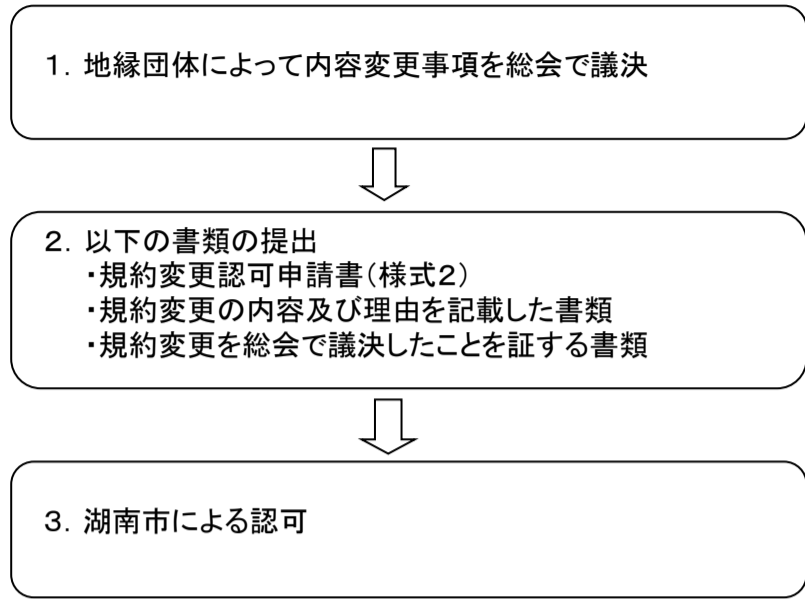 １．地縁団体によって内容変更事項を総会で議決
２．以下の書類の提出
・規約変更認可申請書（様式２）
・規約変更の内容及び理由を記載した書類
・規約変更を総会で議決したことを証する書類
３．湖南市による認可